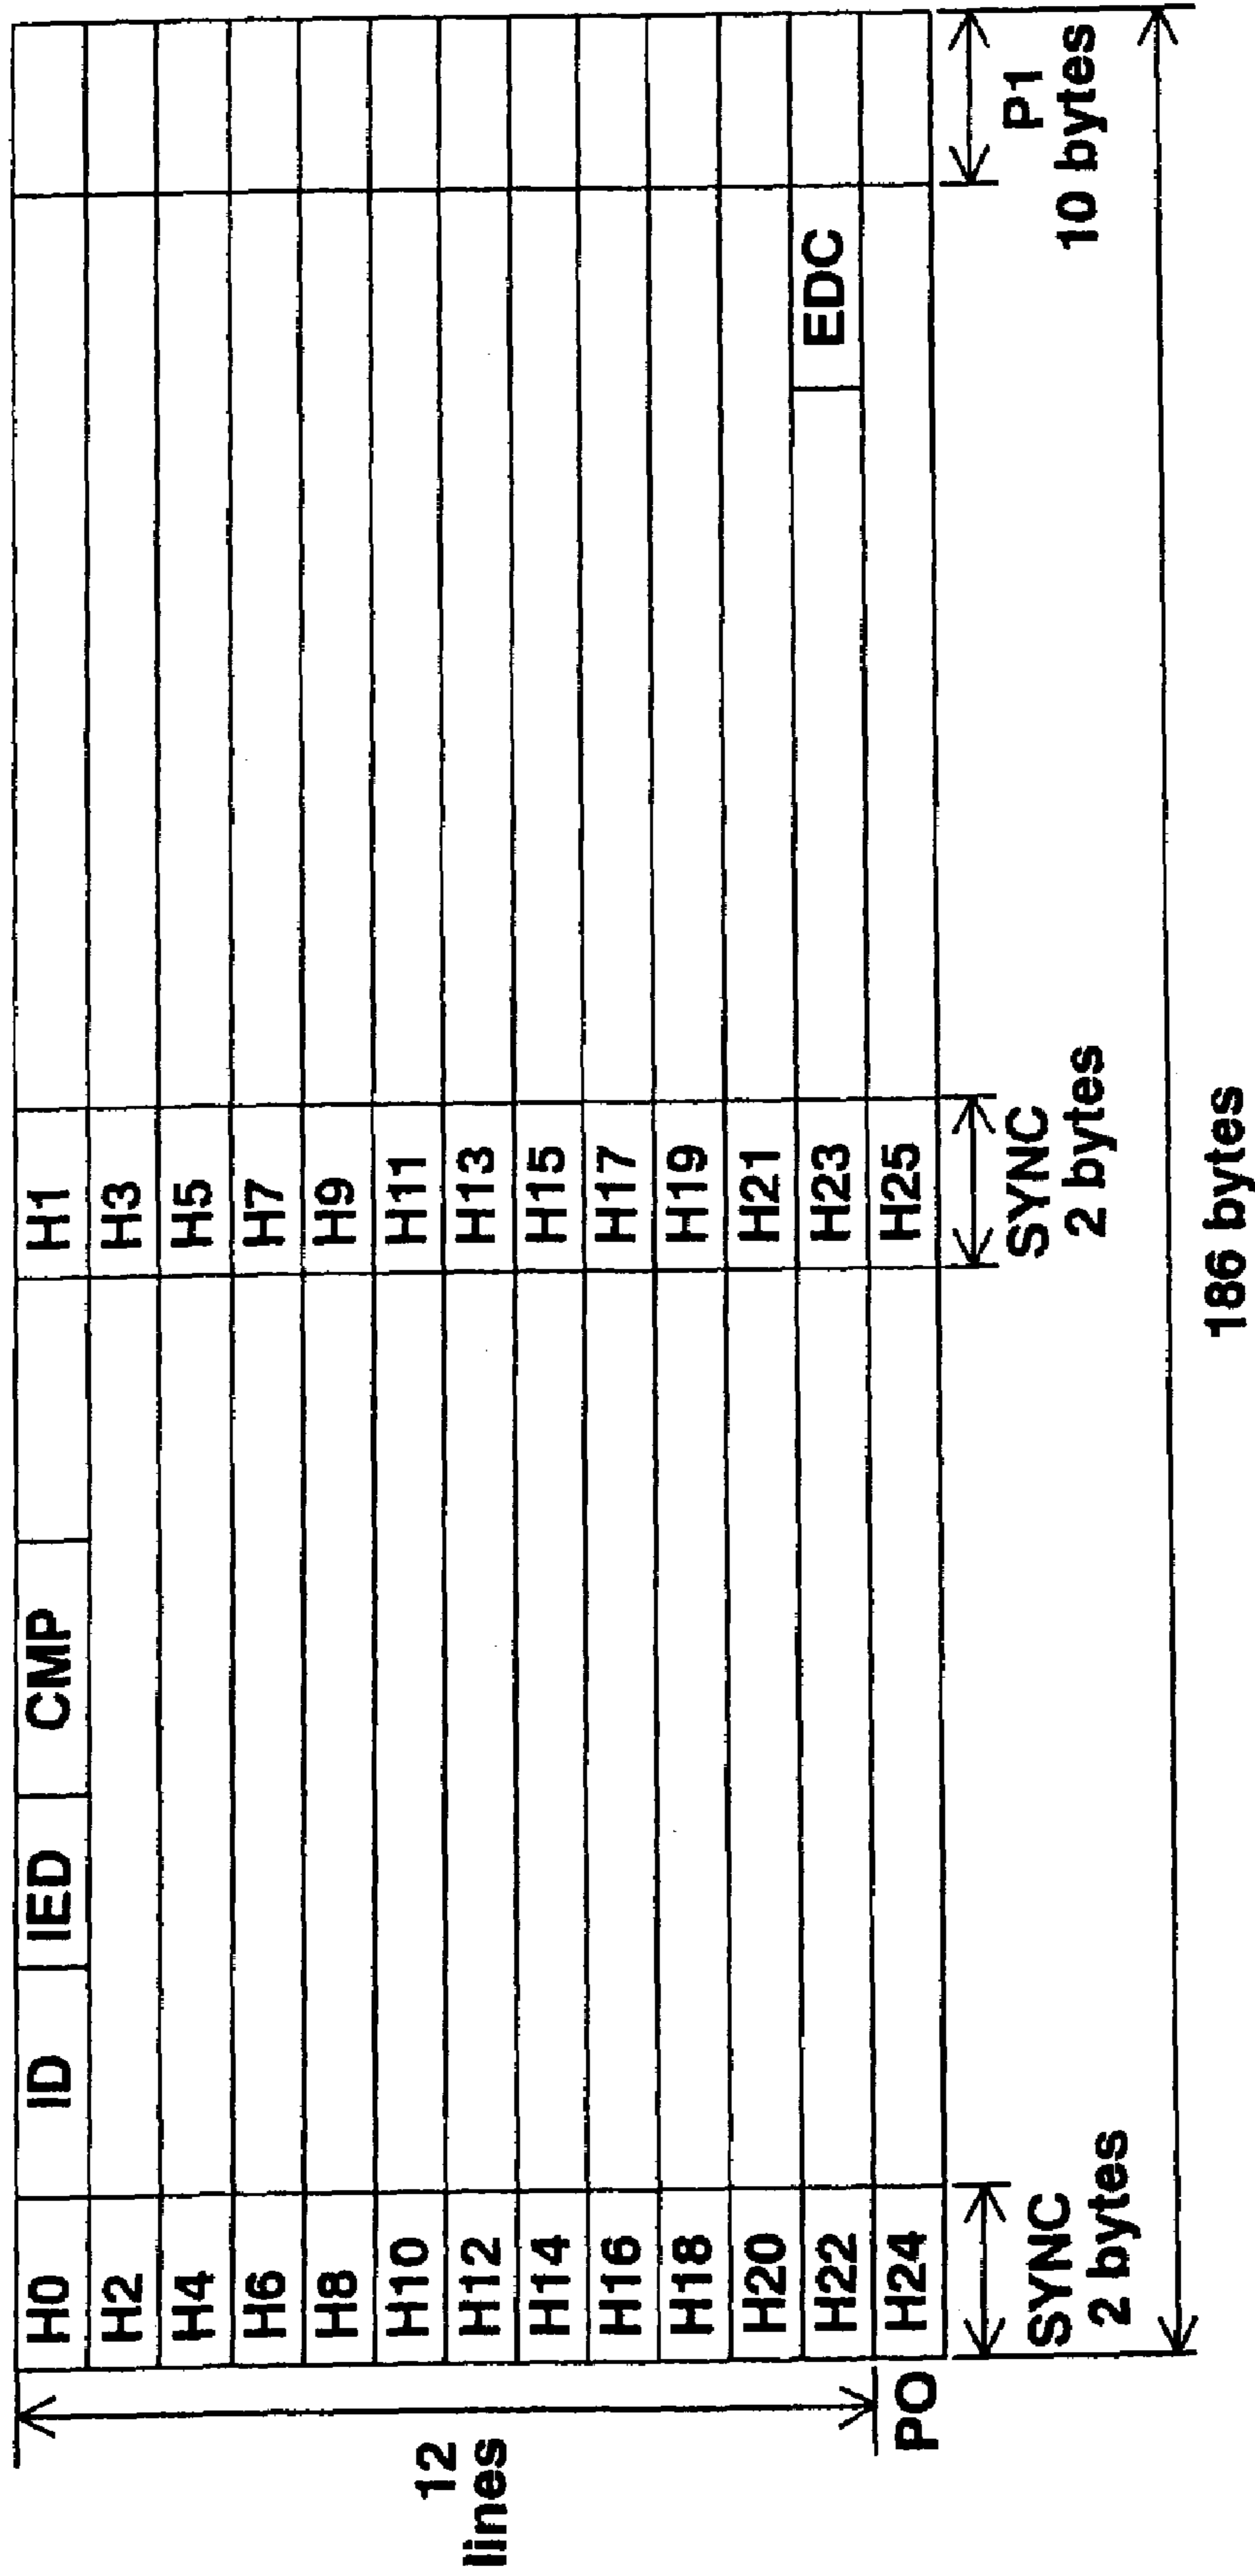 H0 ID IED CMP H1
H2 H3
H4 H5
H6 H7
H8 H9
H10 H11
H12 H13
H14 H15
H16 H17
H18 H19
H20 H21
H22 H23 EDC
H24 H25
12
lines
PO
SYNC
2 bytes
SYNC
2 bytes
P1
10 bytes
186 bytes